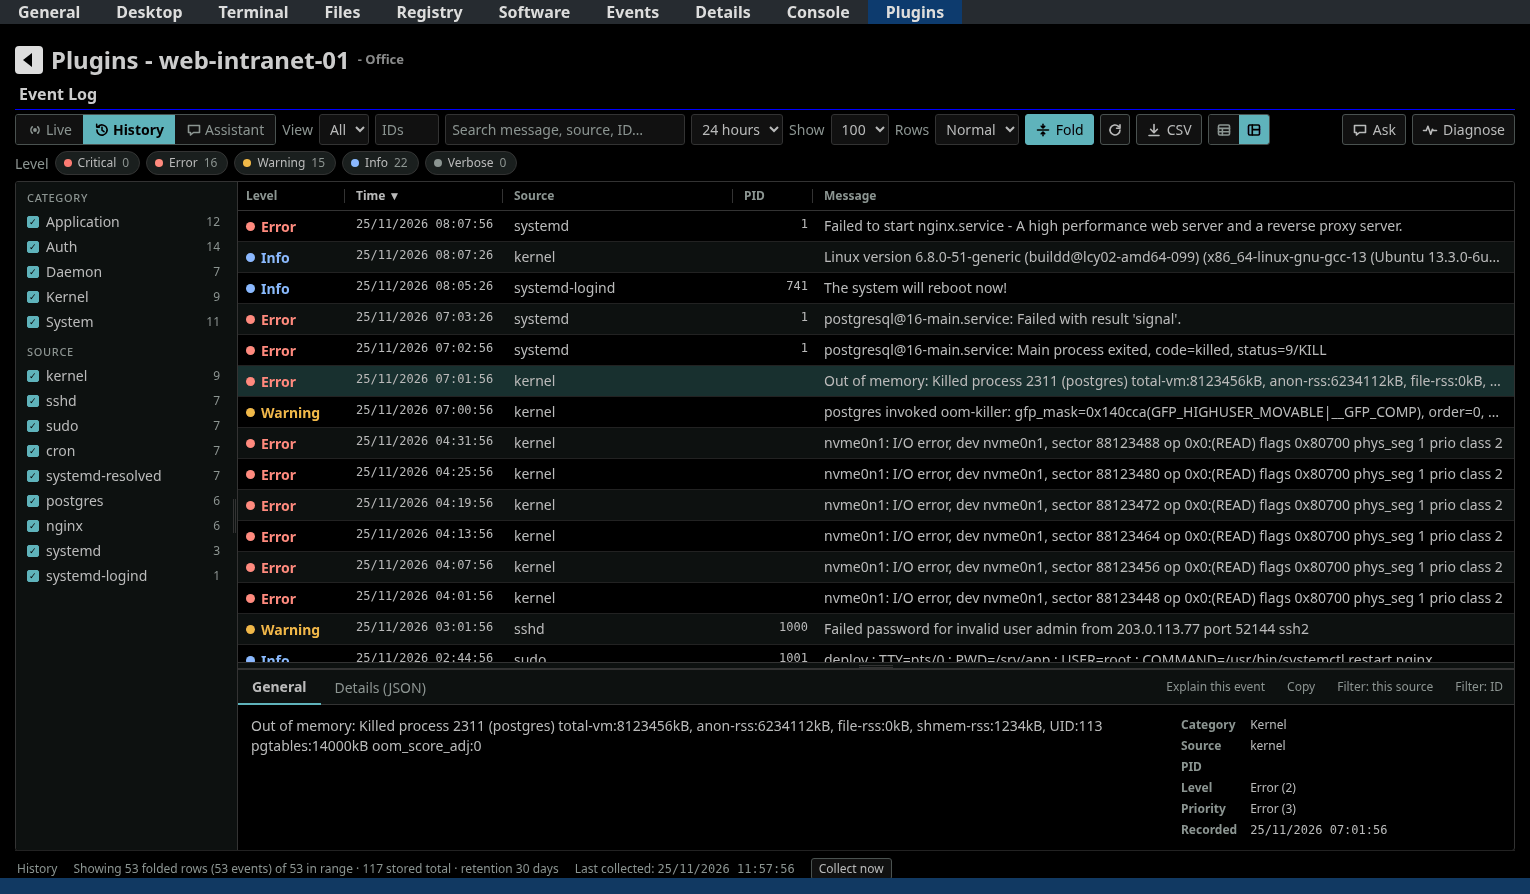 General Desktop Terminal Files Registry Software Events Details Console Plugins
Plugins - web-intranet-01 - Office
Event Log
Live History Assistant View All IDs Search message, source, ID... 24 hours Show 100 Rows Normal Fold CSV Ask Diagnose
Level Critical 0 Error 16 Warning 15 Info 22 Verbose 0
CATEGORY
Application 12
Auth 14
Daemon 7
Kernel 9
System 11
SOURCE
kernel 9
sshd 7
sudo 7
cron 7
systemd-resolved 7
postgres 6
nginx 6
systemd 3
systemd-logind 1
Level Time ▼ Source PID Message
Error 25/11/2026 08:07:56 systemd 1 Failed to start nginx.service - A high performance web server and a reverse proxy server.
Info 25/11/2026 08:07:26 kernel Linux version 6.8.0-51-generic (buildd@lcy02-amd64-099) (x86_64-linux-gnu-gcc-13 (Ubuntu 13.3.0-6u...
Info 25/11/2026 08:05:26 systemd-logind 741 The system will reboot now!
Error 25/11/2026 07:03:26 systemd 1 postgresql@16-main.service: Failed with result 'signal'.
Error 25/11/2026 07:02:56 systemd 1 postgresql@16-main.service: Main process exited, code=killed, status=9/KILL
Error 25/11/2026 07:01:56 kernel Out of memory: Killed process 2311 (postgres) total-vm:8123456kB, anon-rss:6234112kB, file-rss:0kB, ...
Warning 25/11/2026 07:00:56 kernel postgres invoked oom-killer: gfp_mask=0x140cca(GFP_HIGHUSER_MOVABLE|__GFP_COMP), order=0, ...
Error 25/11/2026 04:31:56 kernel nvme0n1: I/O error, dev nvme0n1, sector 88123488 op 0x0:(READ) flags 0x80700 phys_seg 1 prio class 2
Error 25/11/2026 04:25:56 kernel nvme0n1: I/O error, dev nvme0n1, sector 88123480 op 0x0:(READ) flags 0x80700 phys_seg 1 prio class 2
Error 25/11/2026 04:19:56 kernel nvme0n1: I/O error, dev nvme0n1, sector 88123472 op 0x0:(READ) flags 0x80700 phys_seg 1 prio class 2
Error 25/11/2026 04:13:56 kernel nvme0n1: I/O error, dev nvme0n1, sector 88123464 op 0x0:(READ) flags 0x80700 phys_seg 1 prio class 2
Error 25/11/2026 04:07:56 kernel nvme0n1: I/O error, dev nvme0n1, sector 88123456 op 0x0:(READ) flags 0x80700 phys_seg 1 prio class 2
Error 25/11/2026 04:01:56 kernel nvme0n1: I/O error, dev nvme0n1, sector 88123448 op 0x0:(READ) flags 0x80700 phys_seg 1 prio class 2
Warning 25/11/2026 03:01:56 sshd 1000 Failed password for invalid user admin from 203.0.113.77 port 52144 ssh2
Info 25/11/2026 02:44:56 sudo 1001 deploy : TTY=pts/0 ; PWD=/srv/app ; USER=root ; COMMAND=/usr/bin/systemctl restart nginx
General Details (JSON) Explain this event Copy Filter: this source Filter: ID
Out of memory: Killed process 2311 (postgres) total-vm:8123456kB, anon-rss:6234112kB, file-rss:0kB, shmem-rss:1234kB, UID:113
pgtables:14000kB oom_score_adj:0
Category Kernel
Source kernel
PID
Level Error (2)
Priority Error (3)
Recorded 25/11/2026 07:01:56
History Showing 53 folded rows (53 events) of 53 in range · 117 stored total · retention 30 days Last collected: 25/11/2026 11:57:56 Collect now